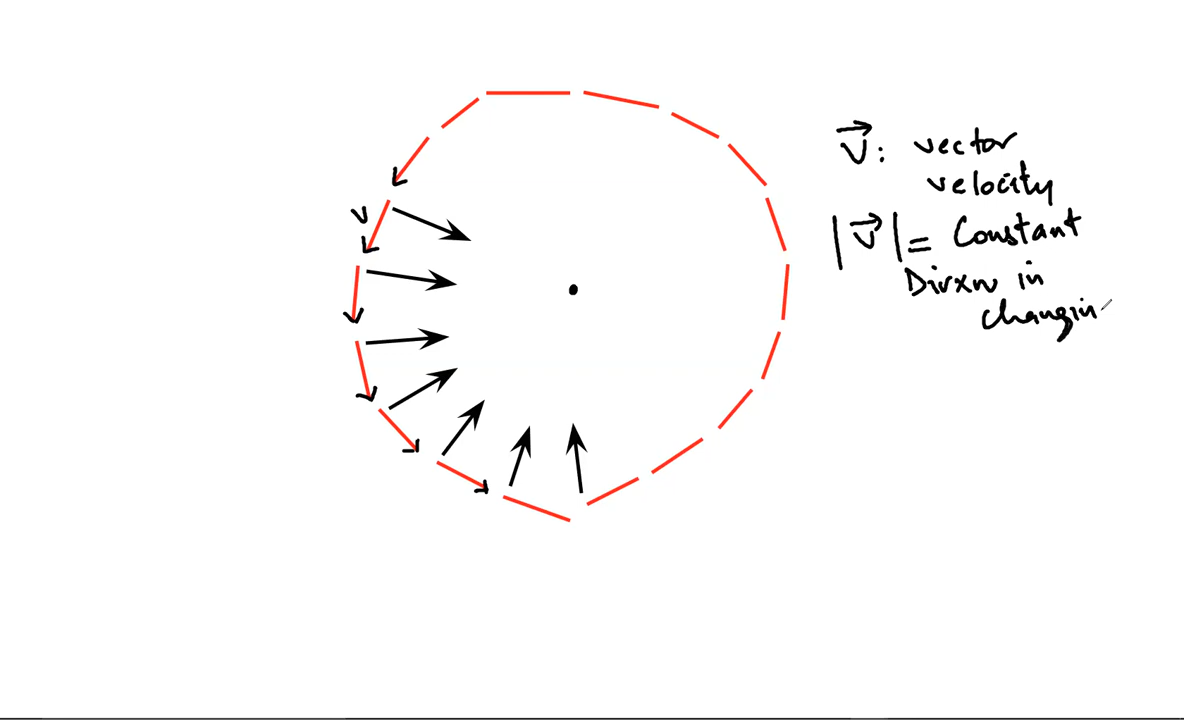 v
v⃗: vector
velocity
|v⃗| = Constant
Dirxn in
changin